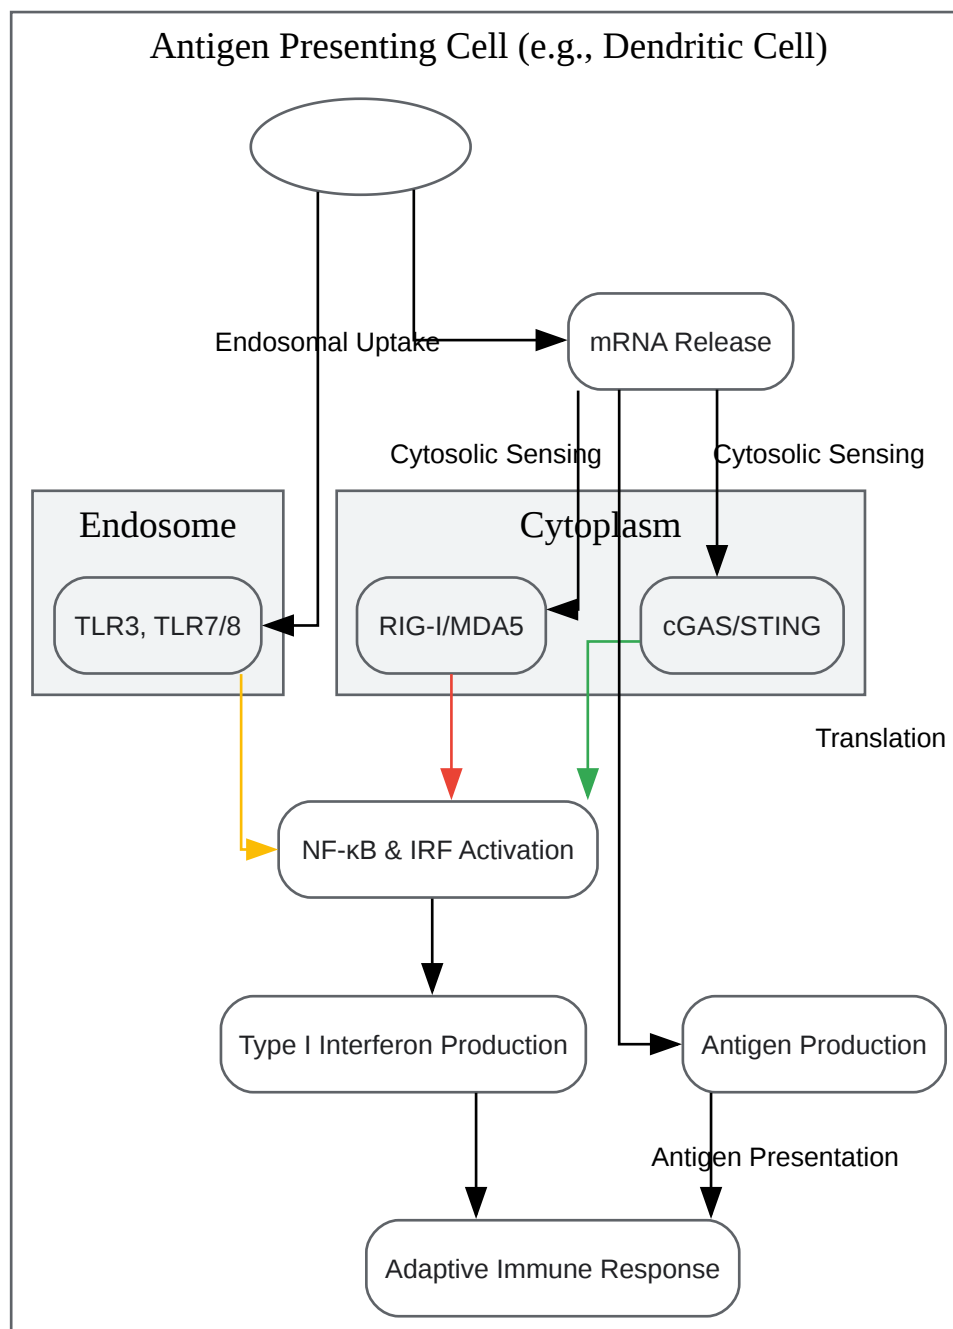 Antigen Presenting Cell (e.g., Dendritic Cell)
Endosomal Uptake
mRNA Release
Cytosolic Sensing
Cytosolic Sensing
Endosome
Cytoplasm
TLR3, TLR7/8
RIG-I/MDA5
cGAS/STING
Translation
NF-κB & IRF Activation
Type I Interferon Production
Antigen Production
Antigen Presentation
Adaptive Immune Response